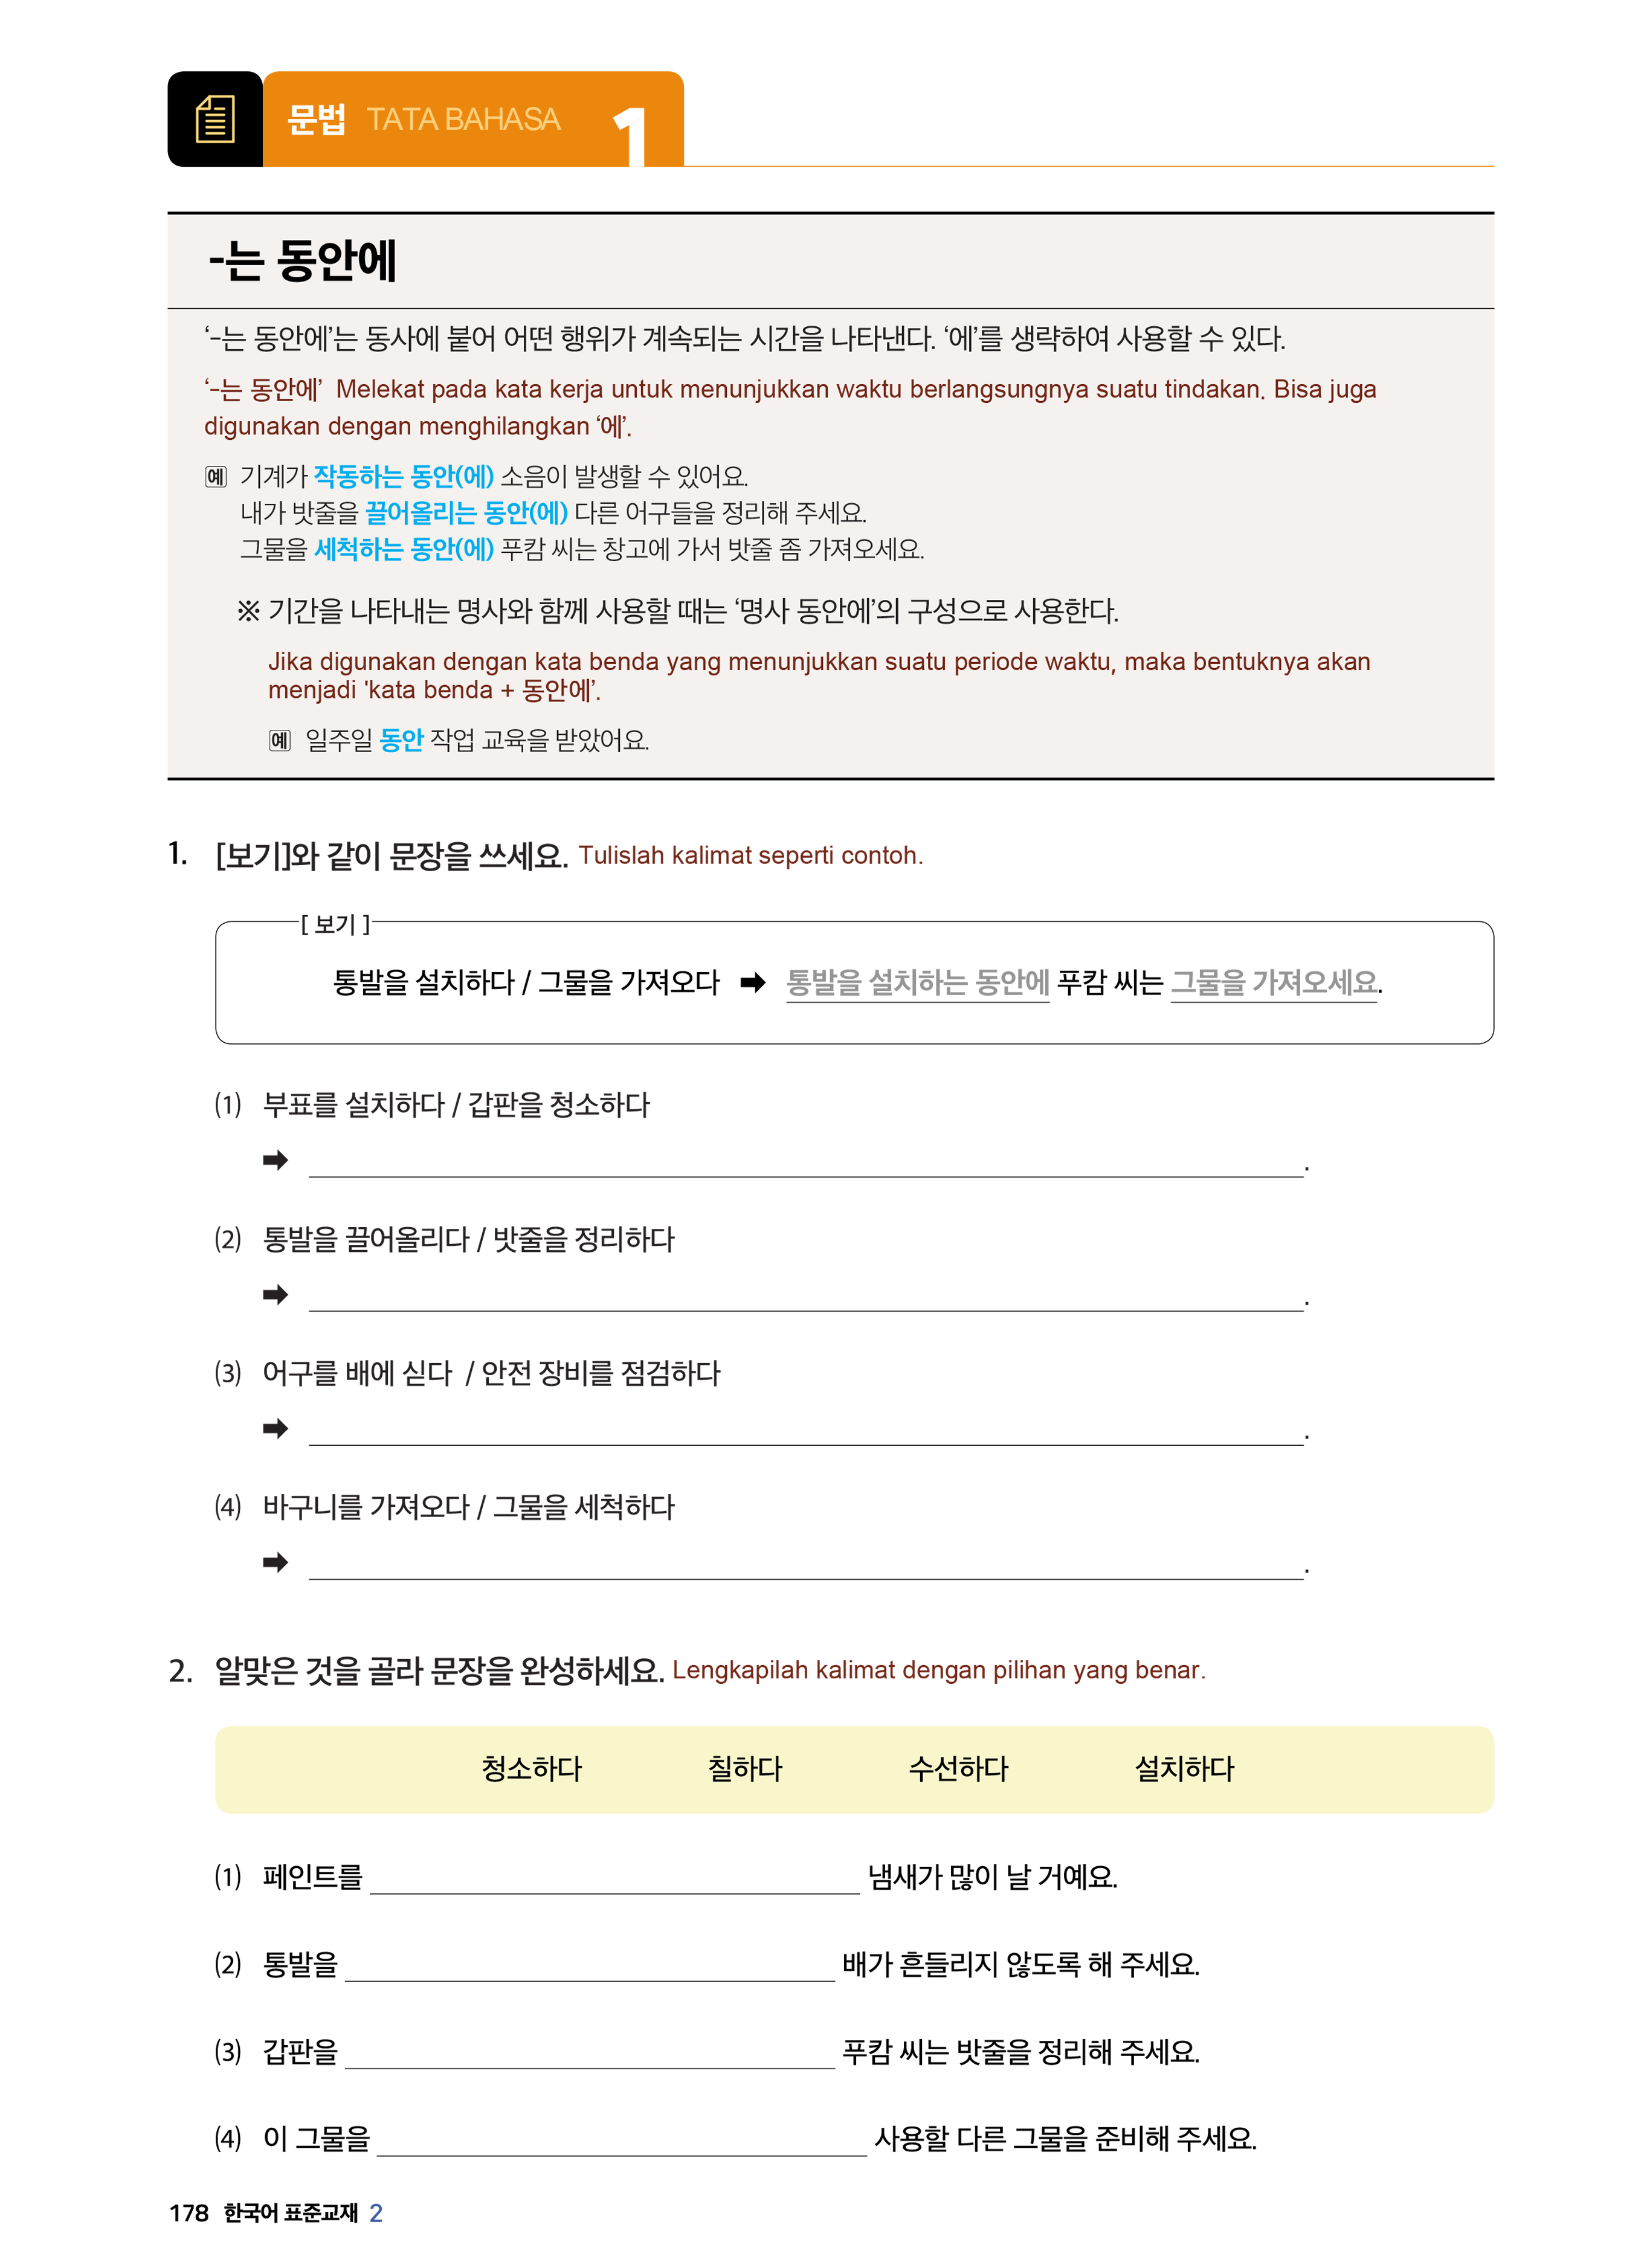 문법 TATA BAHASA 1
-는 동안에
‘-는 동안에’는 동사에 붙어 어떤 행위가 계속되는 시간을 나타낸다. ‘에’를 생략하여 사용할 수 있다.
‘-는 동안에’ Melekat pada kata kerja untuk menunjukkan waktu berlangsungnya suatu tindakan. Bisa juga
digunakan dengan menghilangkan ‘에’.
예 기계가 작동하는 동안(에) 소음이 발생할 수 있어요.
내가 밧줄을 끌어올리는 동안(에) 다른 어구들을 정리해 주세요.
그물을 세척하는 동안(에) 푸캄 씨는 창고에 가서 밧줄 좀 가져오세요.
※ 기간을 나타내는 명사와 함께 사용할 때는 ‘명사 동안에’의 구성으로 사용한다.
Jika digunakan dengan kata benda yang menunjukkan suatu periode waktu, maka bentuknya akan
menjadi 'kata benda + 동안에’.
예 일주일 동안 작업 교육을 받았어요.
1. [보기]와 같이 문장을 쓰세요. Tulislah kalimat seperti contoh.
[ 보기 ]
통발을 설치하다 / 그물을 가져오다 ➡ 통발을 설치하는 동안에 푸캄 씨는 그물을 가져오세요.
(1) 부표를 설치하다 / 갑판을 청소하다
➡ .
(2) 통발을 끌어올리다 / 밧줄을 정리하다
➡ .
(3) 어구를 배에 싣다 / 안전 장비를 점검하다
➡ .
(4) 바구니를 가져오다 / 그물을 세척하다
➡ .
2. 알맞은 것을 골라 문장을 완성하세요. Lengkapilah kalimat dengan pilihan yang benar.
청소하다 칠하다 수선하다 설치하다
(1) 페인트를 냄새가 많이 날 거예요.
(2) 통발을 배가 흔들리지 않도록 해 주세요.
(3) 갑판을 푸캄 씨는 밧줄을 정리해 주세요.
(4) 이 그물을 사용할 다른 그물을 준비해 주세요.
178 한국어 표준교재 2